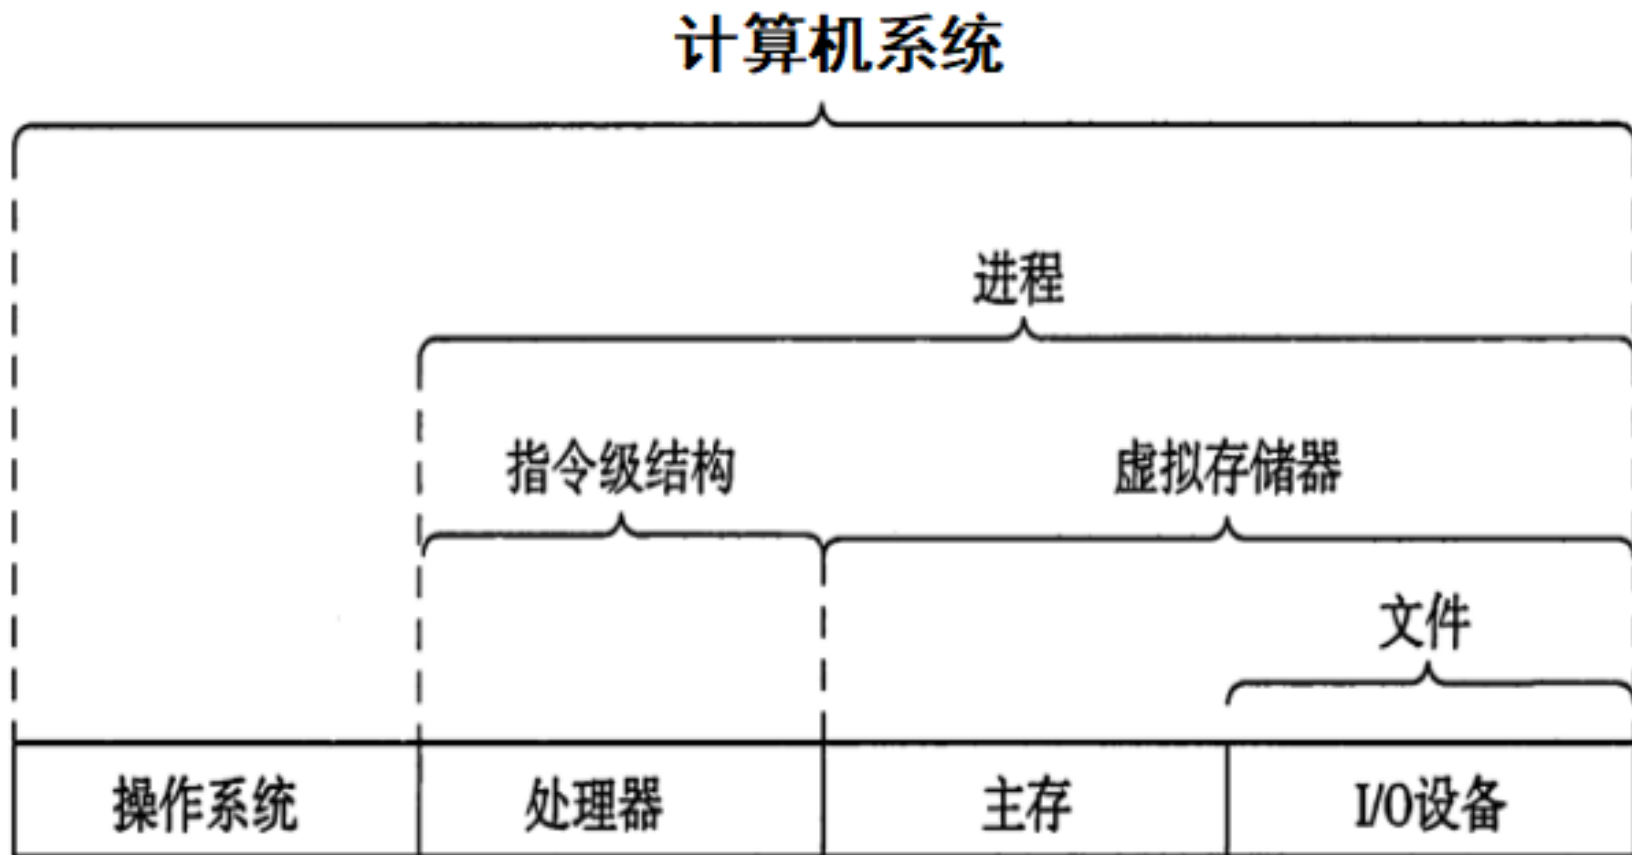 计算机系统
进程
指令级结构 虚拟存储器
文件
操作系统 处理器 主存 I/O设备